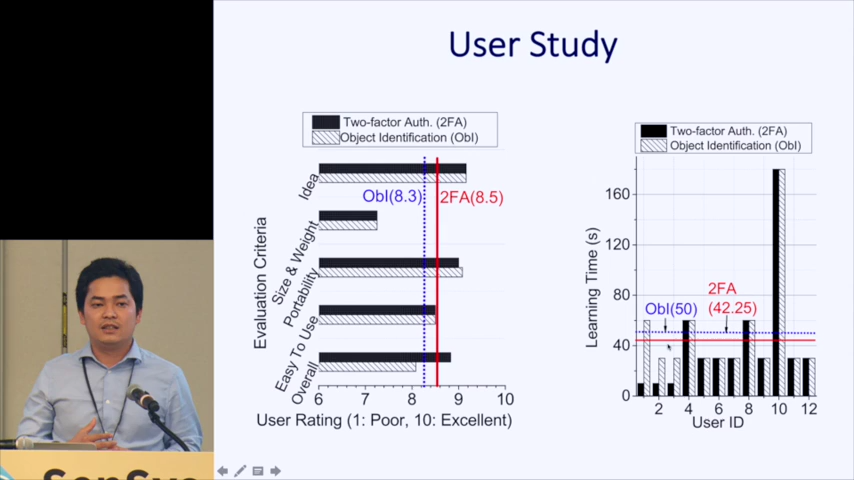 User Study
Two-factor Auth. (2FA)
Object Identification (ObI)
ObI(8.3)
2FA(8.5)
Evaluation Criteria
Idea
Size & Weight
Portability
Easy To Use
Overall
6 7 8 9 10
User Rating (1: Poor, 10: Excellent)
Two-factor Auth. (2FA)
Object Identification (ObI)
Learning Time (s)
160
120
80
40
0
2FA
(42.25)
ObI(50)
2 4 6 8 10 12
User ID
SenSys